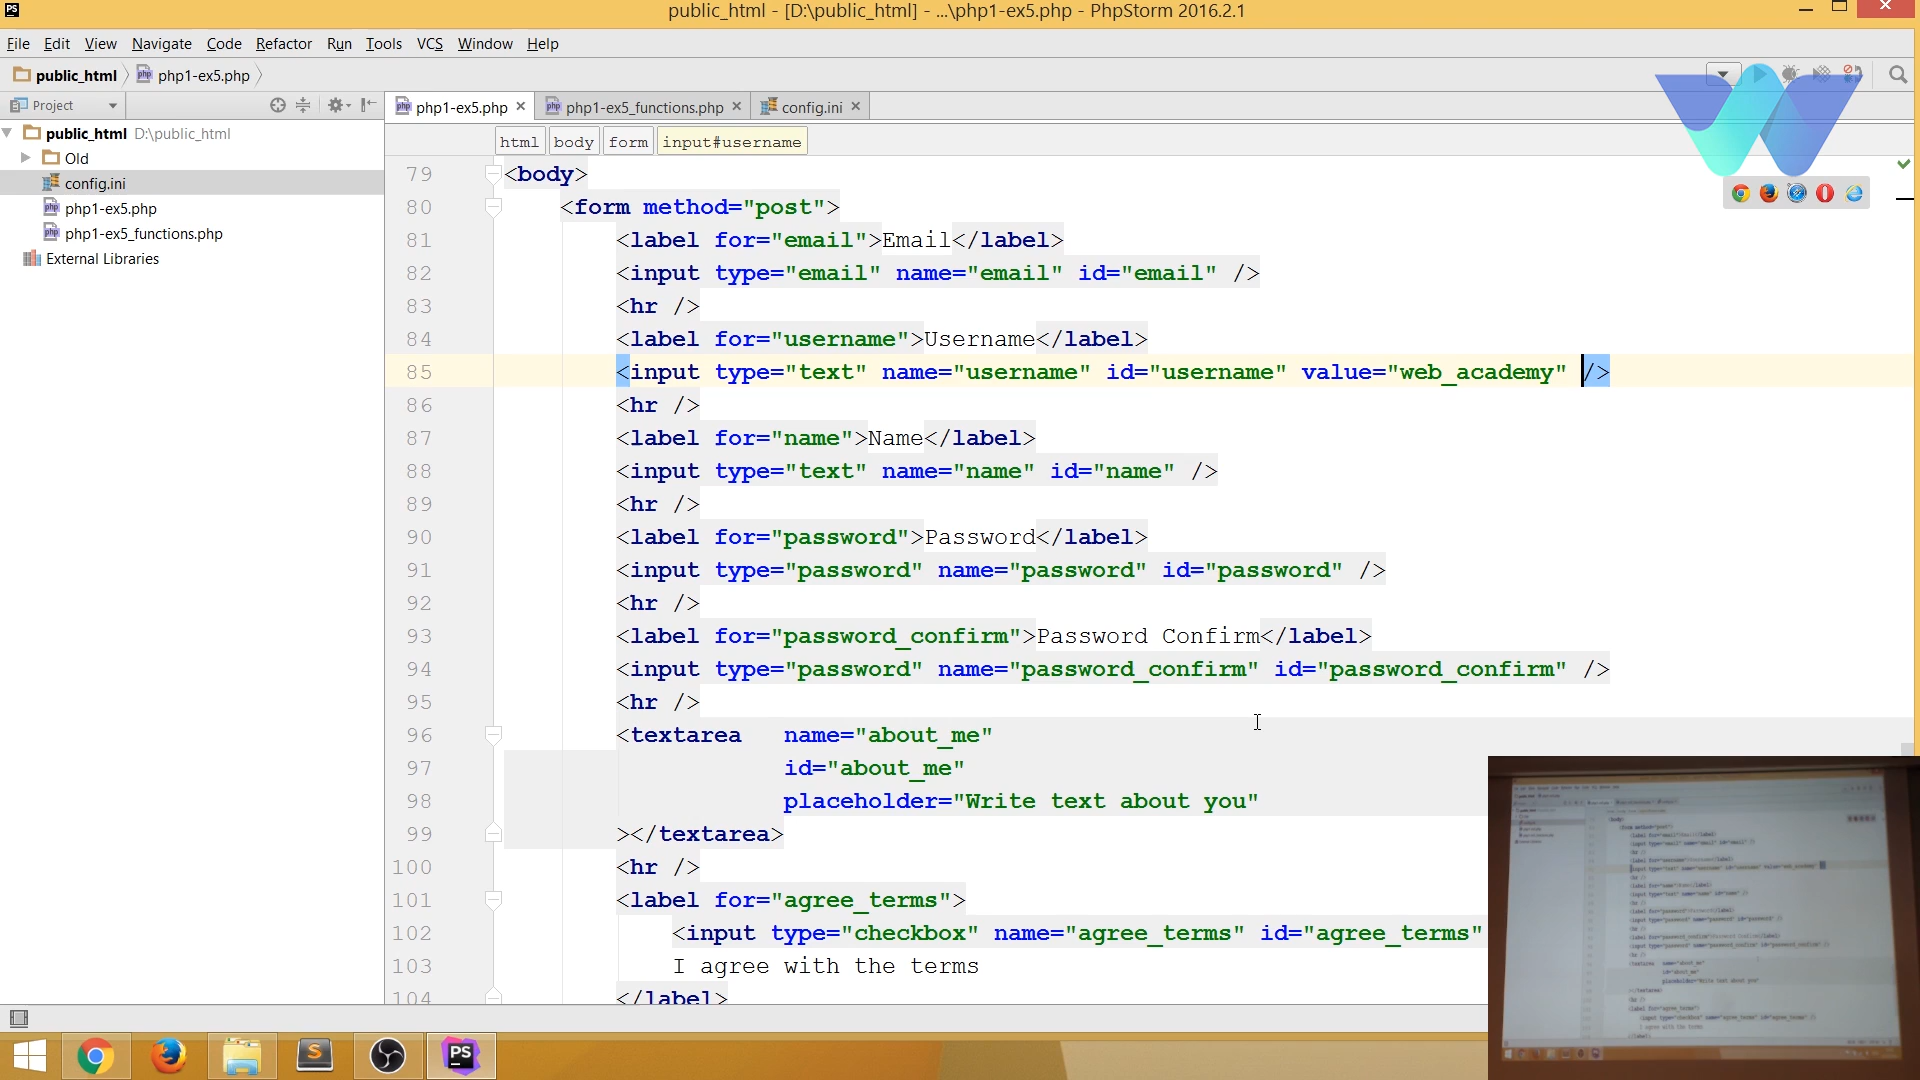 public_html - [D:\public_html] - ...\php1-ex5.php - PhpStorm 2016.2.1
File Edit View Navigate Code Refactor Run Tools VCS Window Help
public_html php1-ex5.php
Project
php1-ex5.php php1-ex5_functions.php config.ini
public_html D:\public_html
Old
config.ini
php1-ex5.php
php1-ex5_functions.php
External Libraries
html body form input#username
79 <body>
80 <form method="post">
81 <label for="email">Email</label>
82 <input type="email" name="email" id="email" />
83 <hr />
84 <label for="username">Username</label>
85 <input type="text" name="username" id="username" value="web_academy" />
86 <hr />
87 <label for="name">Name</label>
88 <input type="text" name="name" id="name" />
89 <hr />
90 <label for="password">Password</label>
91 <input type="password" name="password" id="password" />
92 <hr />
93 <label for="password_confirm">Password Confirm</label>
94 <input type="password" name="password_confirm" id="password_confirm" />
95 <hr />
96 <textarea name="about_me"
97 id="about_me"
98 placeholder="Write text about you"
99 ></textarea>
100 <hr />
101 <label for="agree_terms">
102 <input type="checkbox" name="agree_terms" id="agree_terms"
103 I agree with the terms
104 </label>
PS